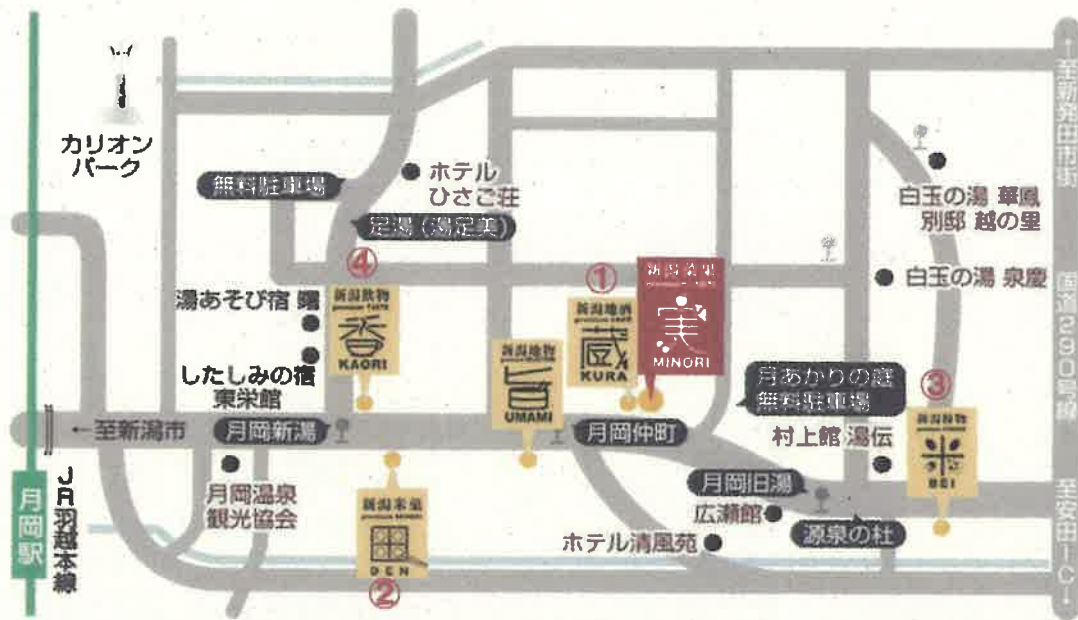 カリオン
パーク
無料駐車場
ホテル
ひさご荘
足湯（湯足美）
④
新潟飲物
香
KAORI
湯あそび宿 曙
したしみの宿
東栄館
①
新潟地酒
蔵
KURA
新潟菜果
実
MINORI
新潟地物
旨
UMAMI
白玉の湯 華鳳
別邸 越の里
白玉の湯 泉慶
月あかりの庭
無料駐車場
③
村上館 湯伝
BEI
←至新潟市
月岡新湯
月岡仲町
月岡温泉
観光協会
新潟米菓
DEN
②
月岡旧湯
広瀬館
源泉の杜
ホテル清風苑
月岡駅
JR羽越本線
←至新発田市街
国道290号線
至安田IC→